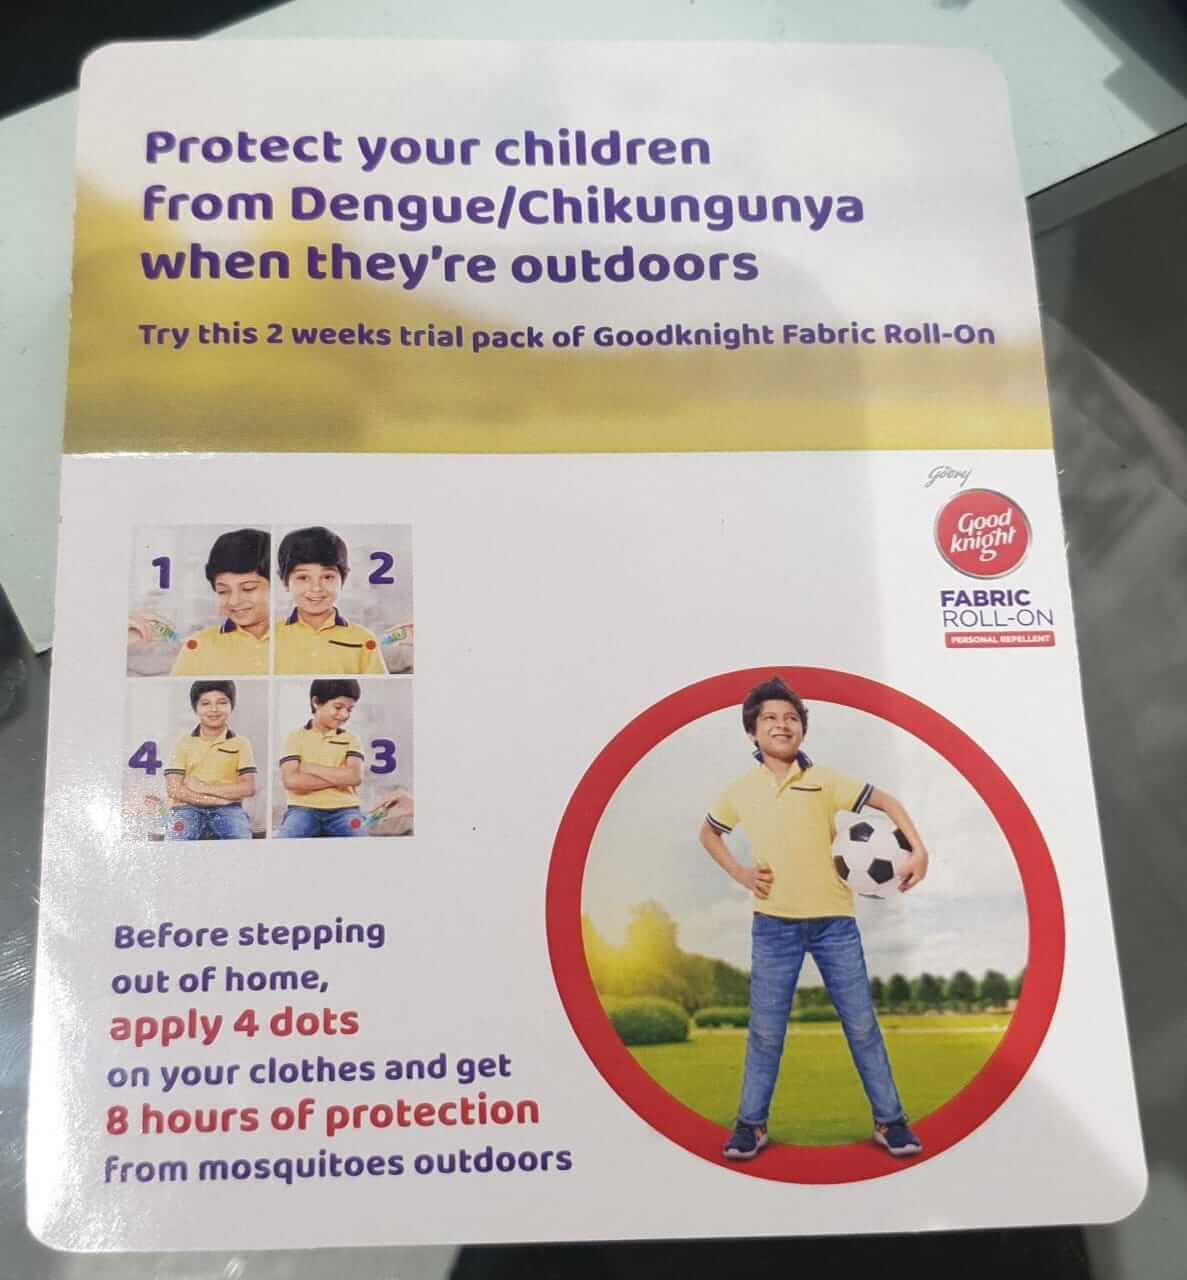 Protect your children
from Dengue/Chikungunya
when they're outdoors
Try this 2 weeks trial pack of Goodknight Fabric Roll-On
Godrej
Good
knight
FABRIC
ROLL-ON
PERSONAL REPELLENT
1
2
4
3
Before stepping
out of home,
apply 4 dots
on your clothes and get
8 hours of protection
from mosquitoes outdoors